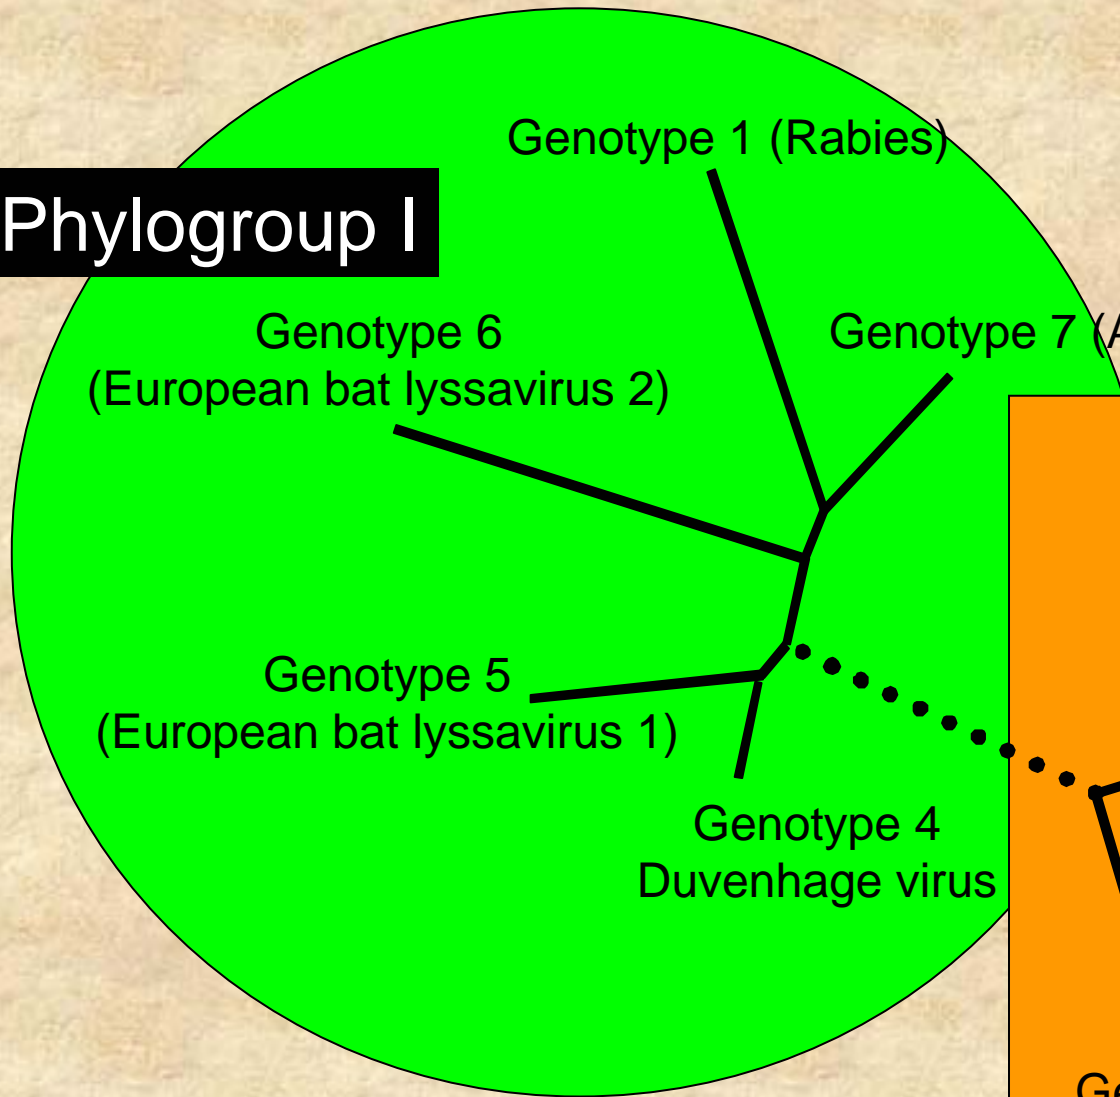 Genotype 1 (Rabies)
Phylogroup I
Genotype 6
(European bat lyssavirus 2)
Genotype 7 (A
Genotype 5
(European bat lyssavirus 1)
Genotype 4
Duvenhage virus
Ge